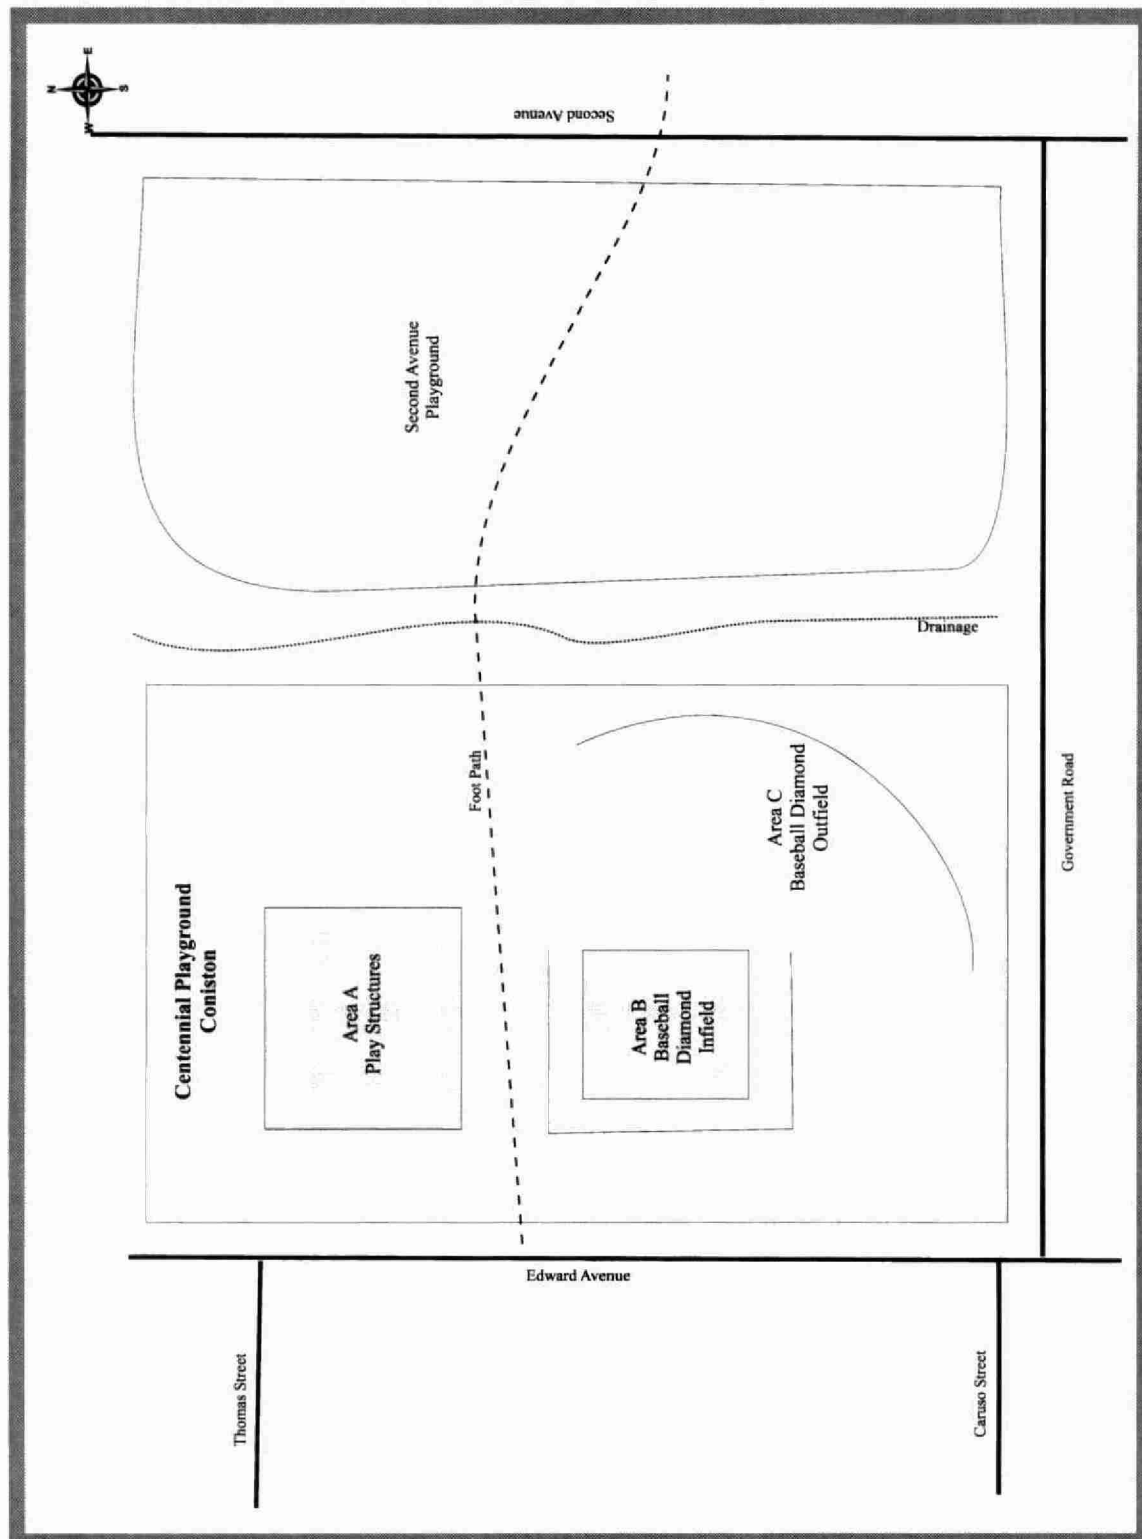 N
E
S
W
Second Avenue
Second Avenue
Playground
Drainage
Foot Path
Centennial Playground
Coniston
Area A
Play Structures
Area B
Baseball
Diamond
Infield
Area C
Baseball Diamond
Outfield
Government Road
Edward Avenue
Thomas Street
Caruso Street